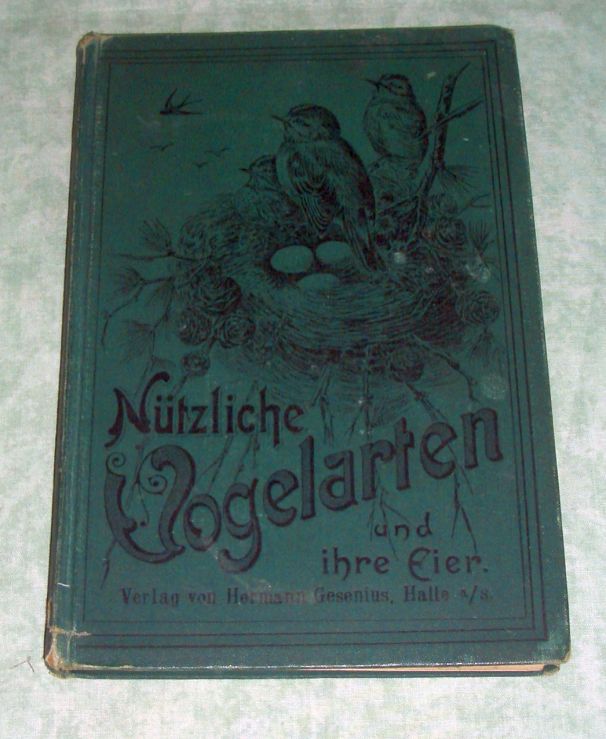 Nützliche
Vogelarten
und
ihre Eier.
Verlag von Hermann Gesenius, Halle a/s.